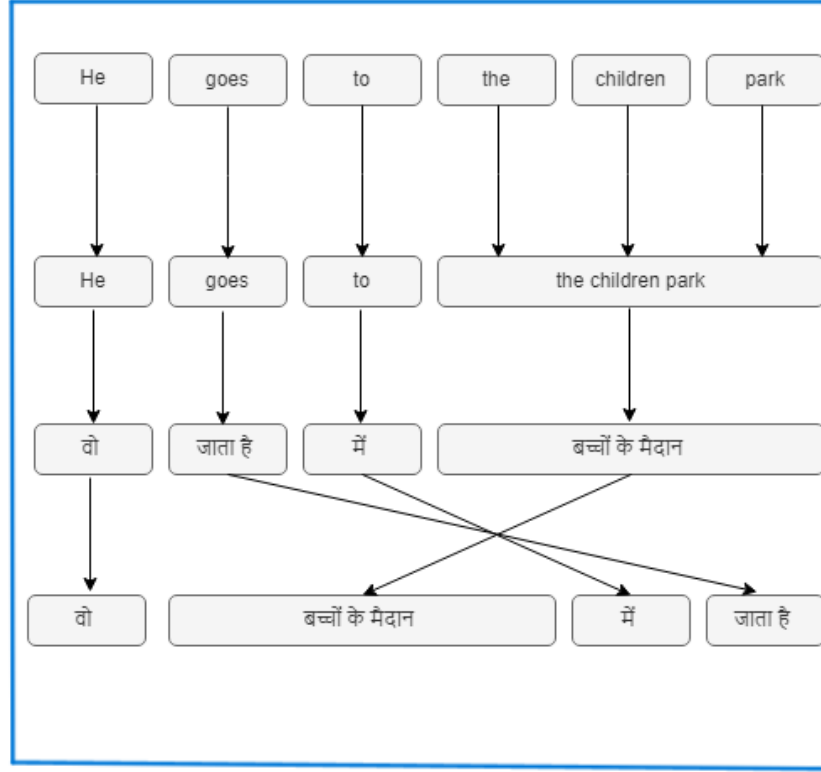 He goes to the children park
He goes to the children park
वो जाता है में बच्चों के मैदान
वो बच्चों के मैदान में जाता है